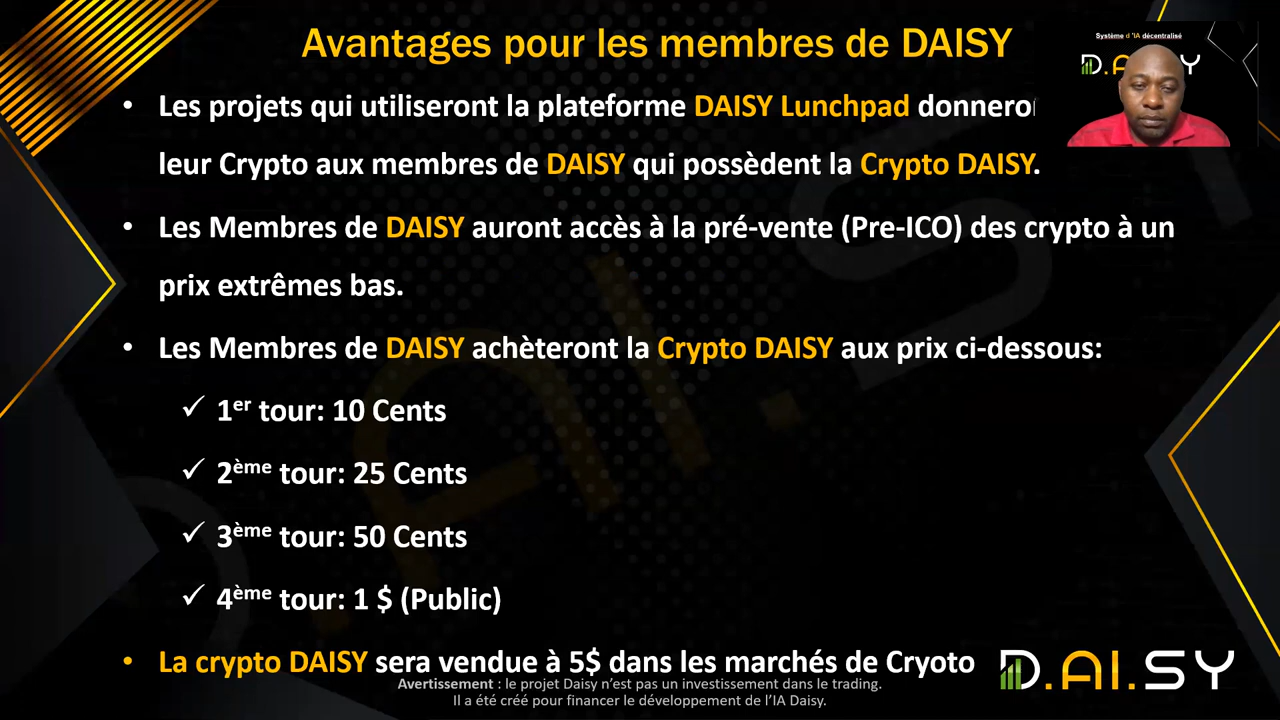 Avantages pour les membres de DAISY
Système d 'IA décentralisé
• Les projets qui utiliseront la plateforme DAISY Lunchpad
leur Crypto aux membres de DAISY qui possèdent la Crypto DAISY.
• Les Membres de DAISY auront accès à la pré-vente (Pre-ICO) des crypto à un
prix extrêmes bas.
• Les Membres de DAISY achèteront la Crypto DAISY aux prix ci-dessous:
✓ 1er tour: 10 Cents
✓ 2ème tour: 25 Cents
✓ 3ème tour: 50 Cents
✓ 4ème tour: 1 $ (Public)
• La crypto DAISY sera vendue à 5$ dans les marchés de Cryoto
D.AI.SY
Avertissement : le projet Daisy n'est pas un investissement dans le trading.
Il a été créé pour financer le développement de l'IA Daisy.